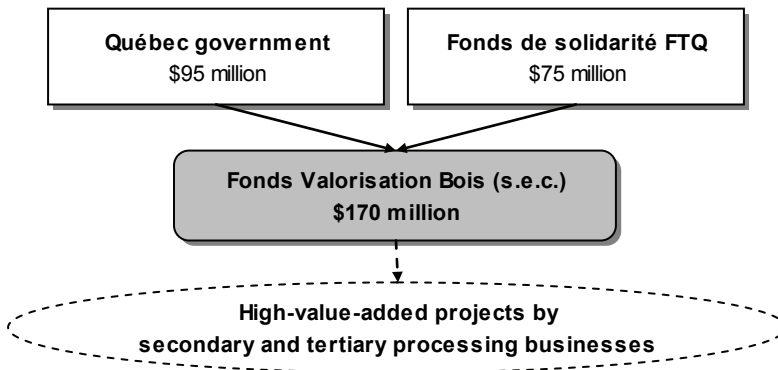 Québec government
$95 million
Fonds de solidarité FTQ
$75 million
Fonds Valorisation Bois (s.e.c.)
$170 million
High-value-added projects by
secondary and tertiary processing businesses